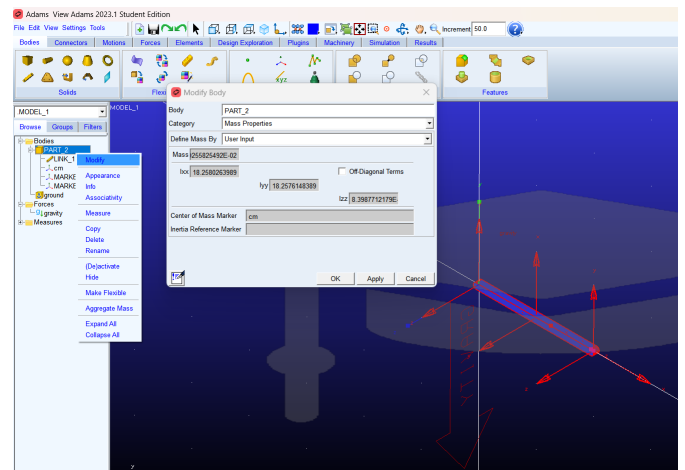 Adams View Adams 2023.1 Student Edition
File Edit View Settings Tools
Increment 50.0
Bodies Connectors Motions Forces Elements Design Exploration Plugins Machinery Simulation Results
xyz
Solids Flexi Features
MODEL_1
Browse Groups Filters
Bodies
PART_2
LINK_1
cm
MARKE
MARKE
ground
Forces
gravity
Measures
Modify
Appearance
Info
Associativity
Measure
Copy
Delete
Rename
(De)activate
Hide
Make Flexible
Aggregate Mass
Expand All
Collapse All
MODEL_1
Modify Body
Body PART_2
Category Mass Properties
Define Mass By User Input
Mass 0255825492E-02
Ixx 18.2580263989 Off-Diagonal Terms
Iyy 18.2576148389
Izz 8.3987712179E
Center of Mass Marker cm
Inertia Reference Marker
OK Apply Cancel